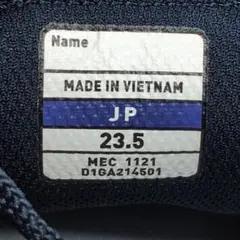 Name
MADE IN VIETNAM
JP
23.5
MEC 1121
D1GA214501